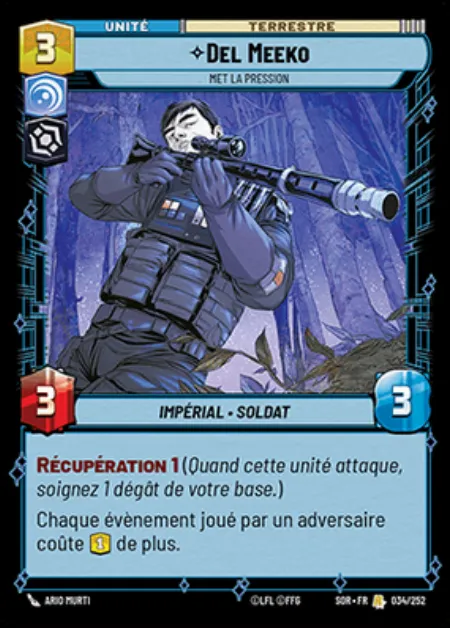 UNITÉ
TERRESTRE
3
DEL MEEKO
MET LA PRESSION
3
3
IMPÉRIAL • SOLDAT
RÉCUPÉRATION 1 (Quand cette unité attaque,
soignez 1 dégât de votre base.)
Chaque évènement joué par un adversaire
coûte 1 de plus.
ARIO MURTI
©LFL ©FFG
SOR • FR
034/252